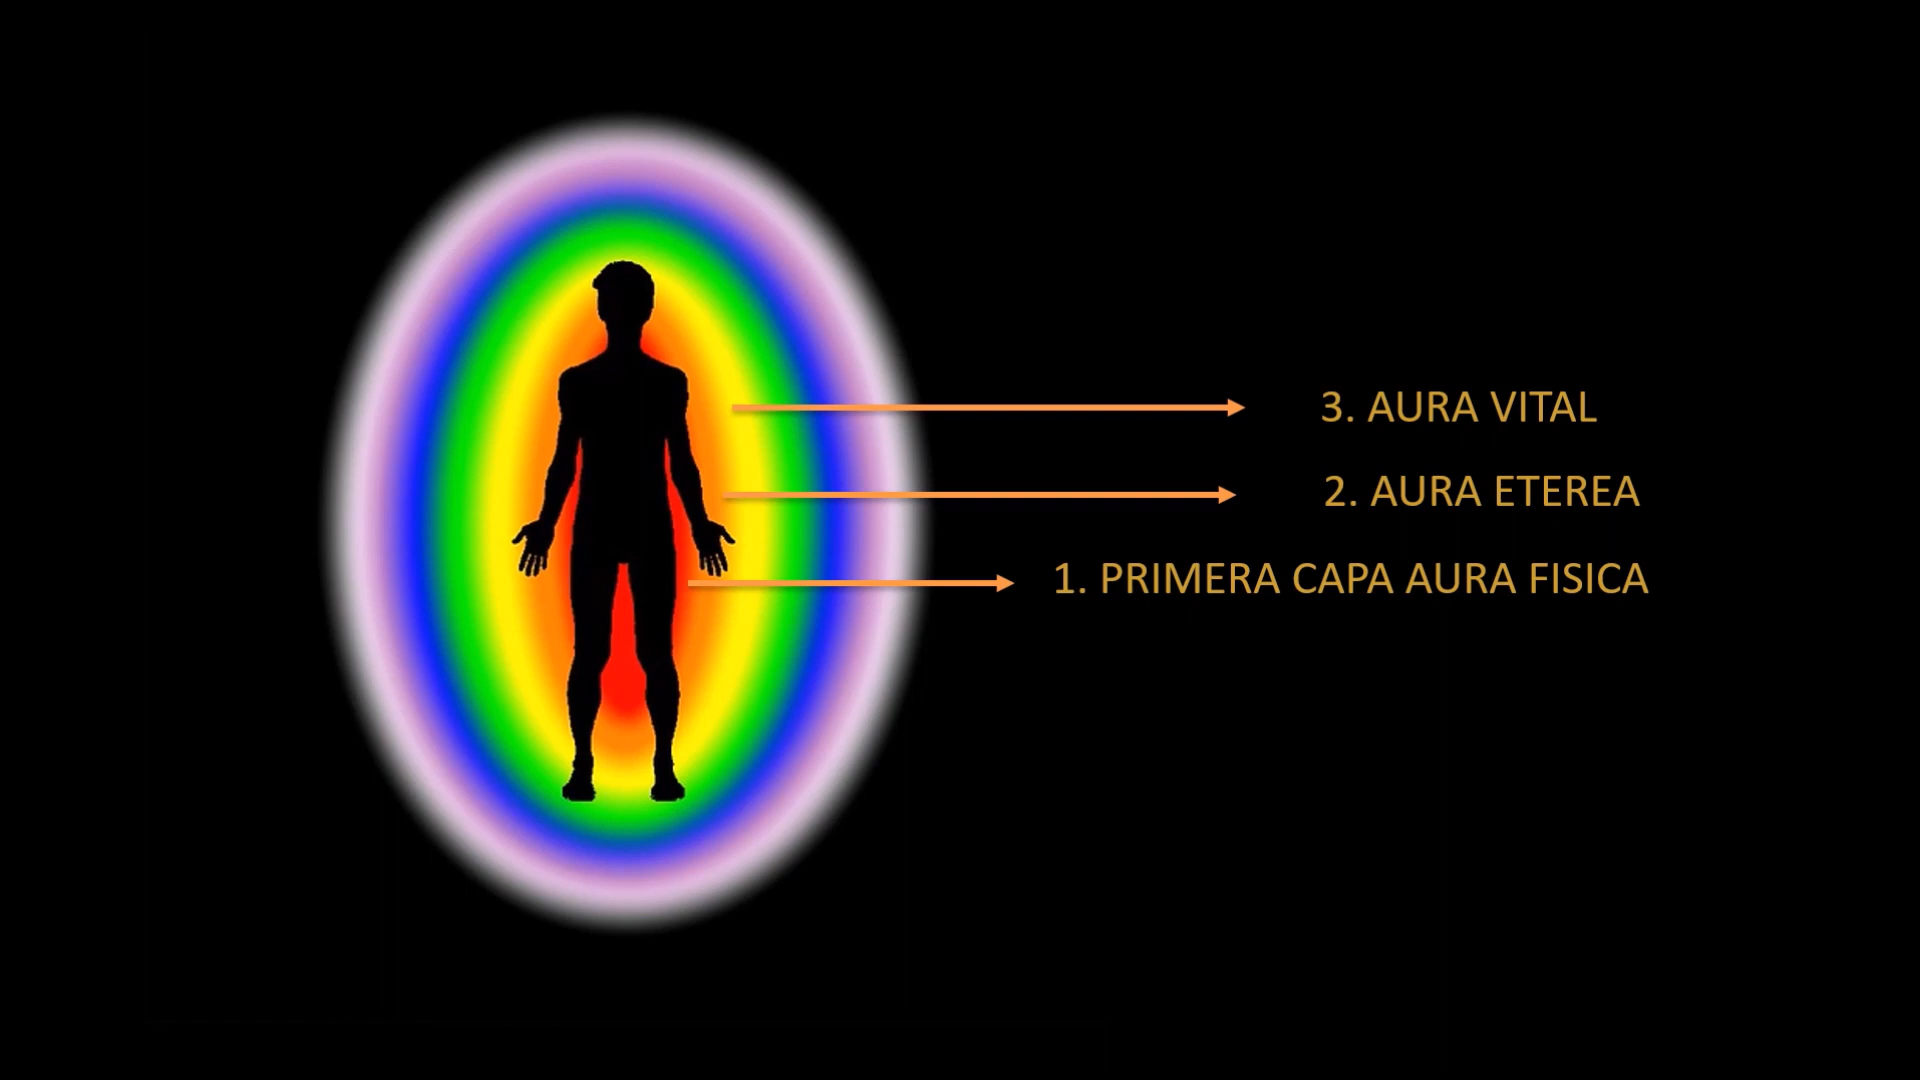 3. AURA VITAL
2. AURA ETEREA
1. PRIMERA CAPA AURA FISICA